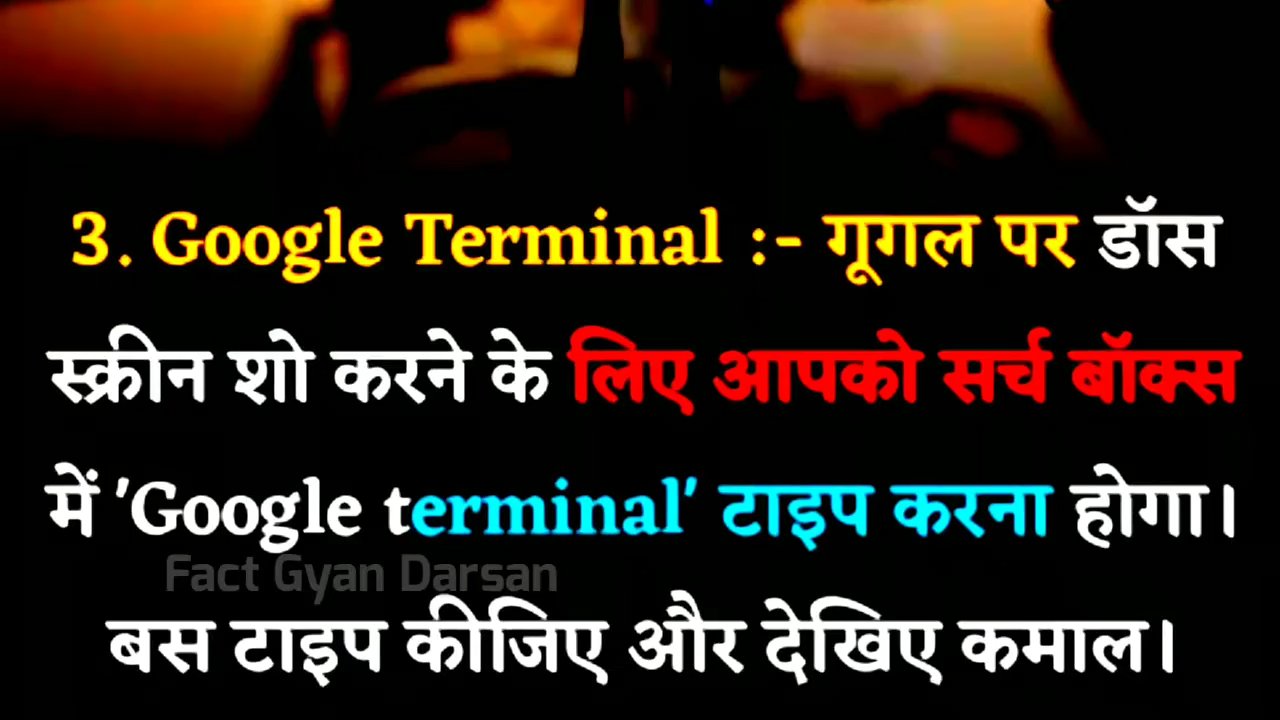 3. Google Terminal :- गूगल पर डॉस
स्क्रीन शो करने के लिए आपको सर्च बॉक्स
में 'Google terminal' टाइप करना होगा।
Fact Gyan Darsan
बस टाइप कीजिए और देखिए कमाल।